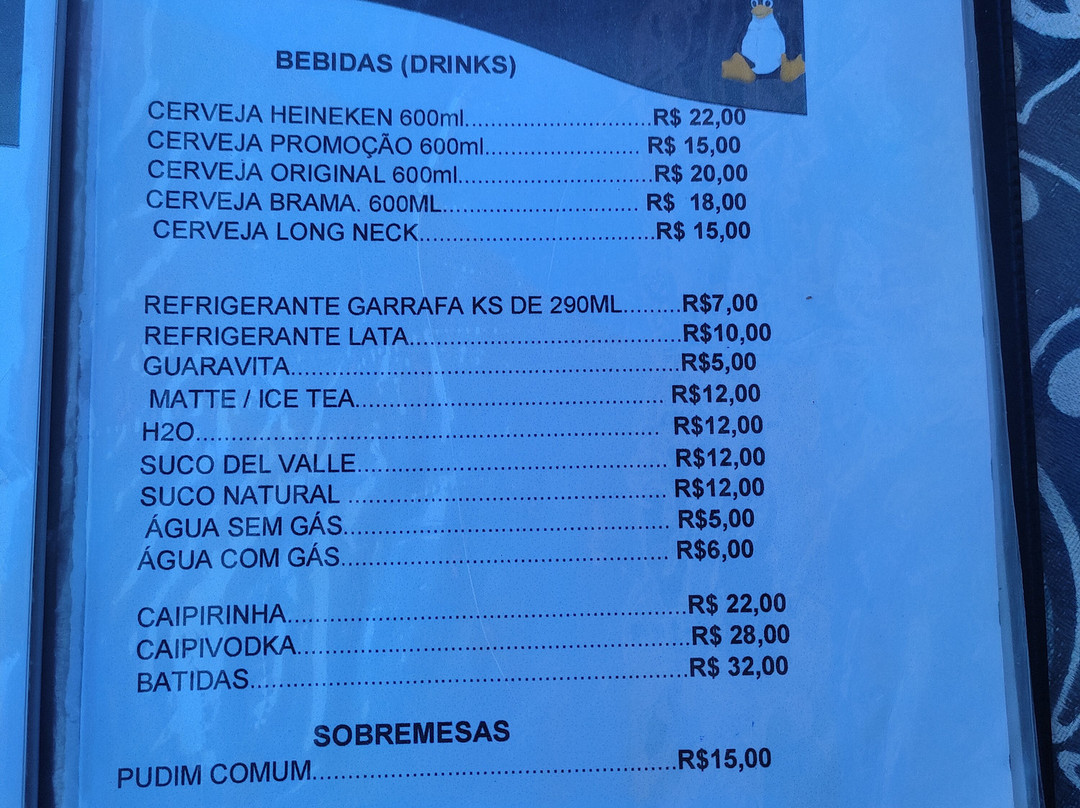 BEBIDAS (DRINKS)
CERVEJA HEINEKEN 600ml..........................R$ 22,00
CERVEJA PROMOÇÃO 600ml...................... R$ 15,00
CERVEJA ORIGINAL 600ml...........................R$ 20,00
CERVEJA BRAMA. 600ML........................... R$ 18,00
CERVEJA LONG NECK.................................R$ 15,00
REFRIGERANTE GARRAFA KS DE 290ML........R$7,00
REFRIGERANTE LATA......................................R$10,00
GUARAVITA......................................................R$5,00
MATTE / ICE TEA........................................... R$12,00
H2O................................................................ R$12,00
SUCO DEL VALLE........................................... R$12,00
SUCO NATURAL ............................................ R$12,00
ÁGUA SEM GÁS............................................. R$5,00
ÁGUA COM GÁS............................................. R$6,00
CAIPIRINHA........................................................R$ 22,00
CAIPIVODKA.......................................................R$ 28,00
BATIDAS.............................................................R$ 32,00
SOBREMESAS
PUDIM COMUM...................................................R$15,00